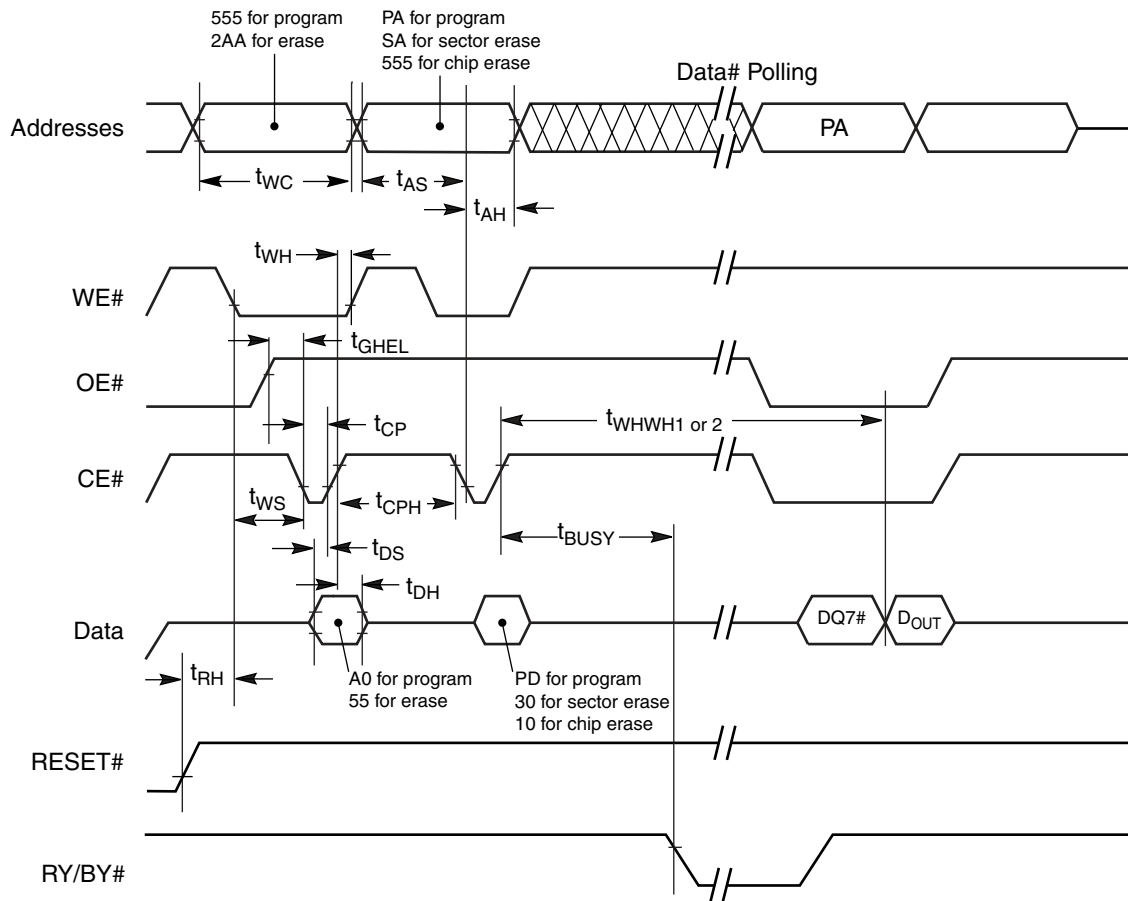 555 for program
2AA for erase
PA for program
SA for sector erase
555 for chip erase
Data# Polling
Addresses
PA
tWC
tAS
tAH
tWH
WE#
tGHEL
OE#
tCP
tWHWH1 or 2
CE#
tWS
tCPH
tBUSY
tDS
tDH
Data
DQ7#
DOUT
tRH
A0 for program
55 for erase
PD for program
30 for sector erase
10 for chip erase
RESET#
RY/BY#